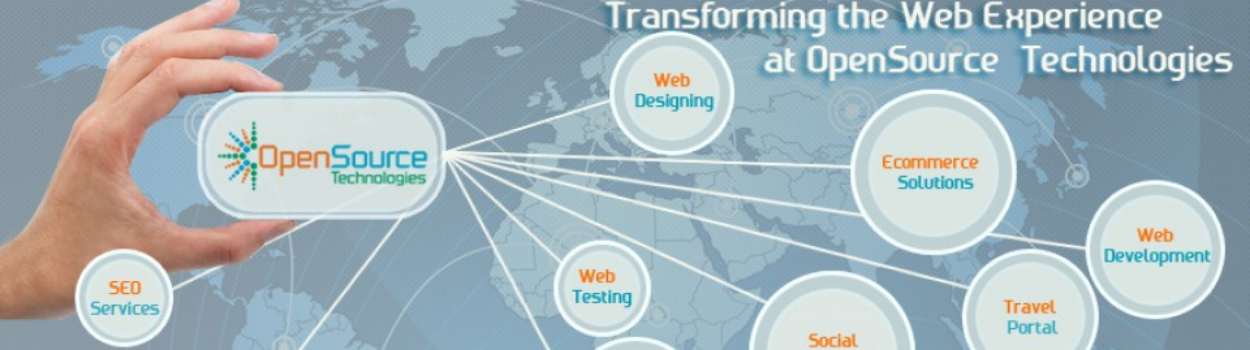 Transforming the Web Experience
at OpenSource Technologies
OpenSource
Technologies
Web
Designing
Ecommerce
Solutions
Web
Development
SEO
Services
Web
Testing
Travel
Portal
Social